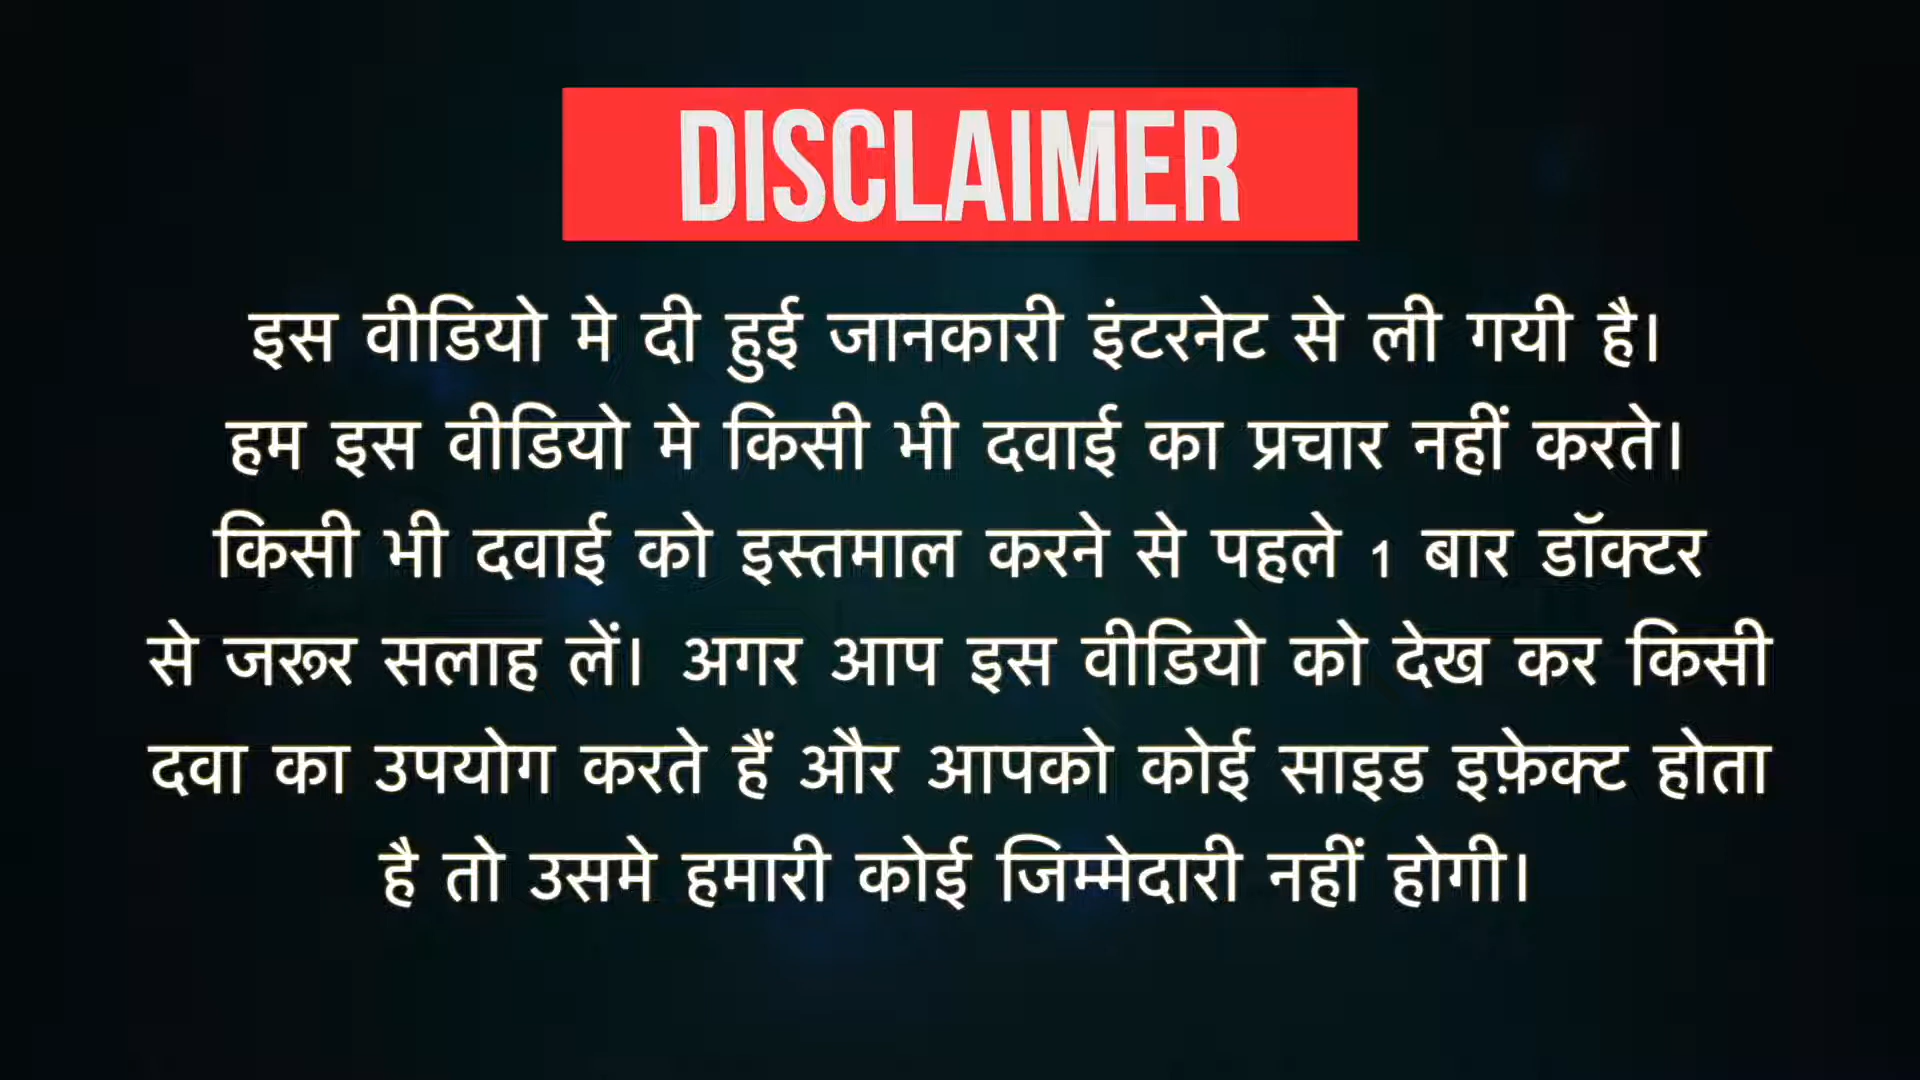 DISCLAIMER
इस वीडियो मे दी हुई जानकारी इंटरनेट से ली गयी है।
हम इस वीडियो मे किसी भी दवाई का प्रचार नहीं करते।
किसी भी दवाई को इस्तमाल करने से पहले 1 बार डॉक्टर
से जरूर सलाह लें। अगर आप इस वीडियो को देख कर किसी
दवा का उपयोग करते हैं और आपको कोई साइड इफ़ेक्ट होता
है तो उसमे हमारी कोई जिम्मेदारी नहीं होगी।